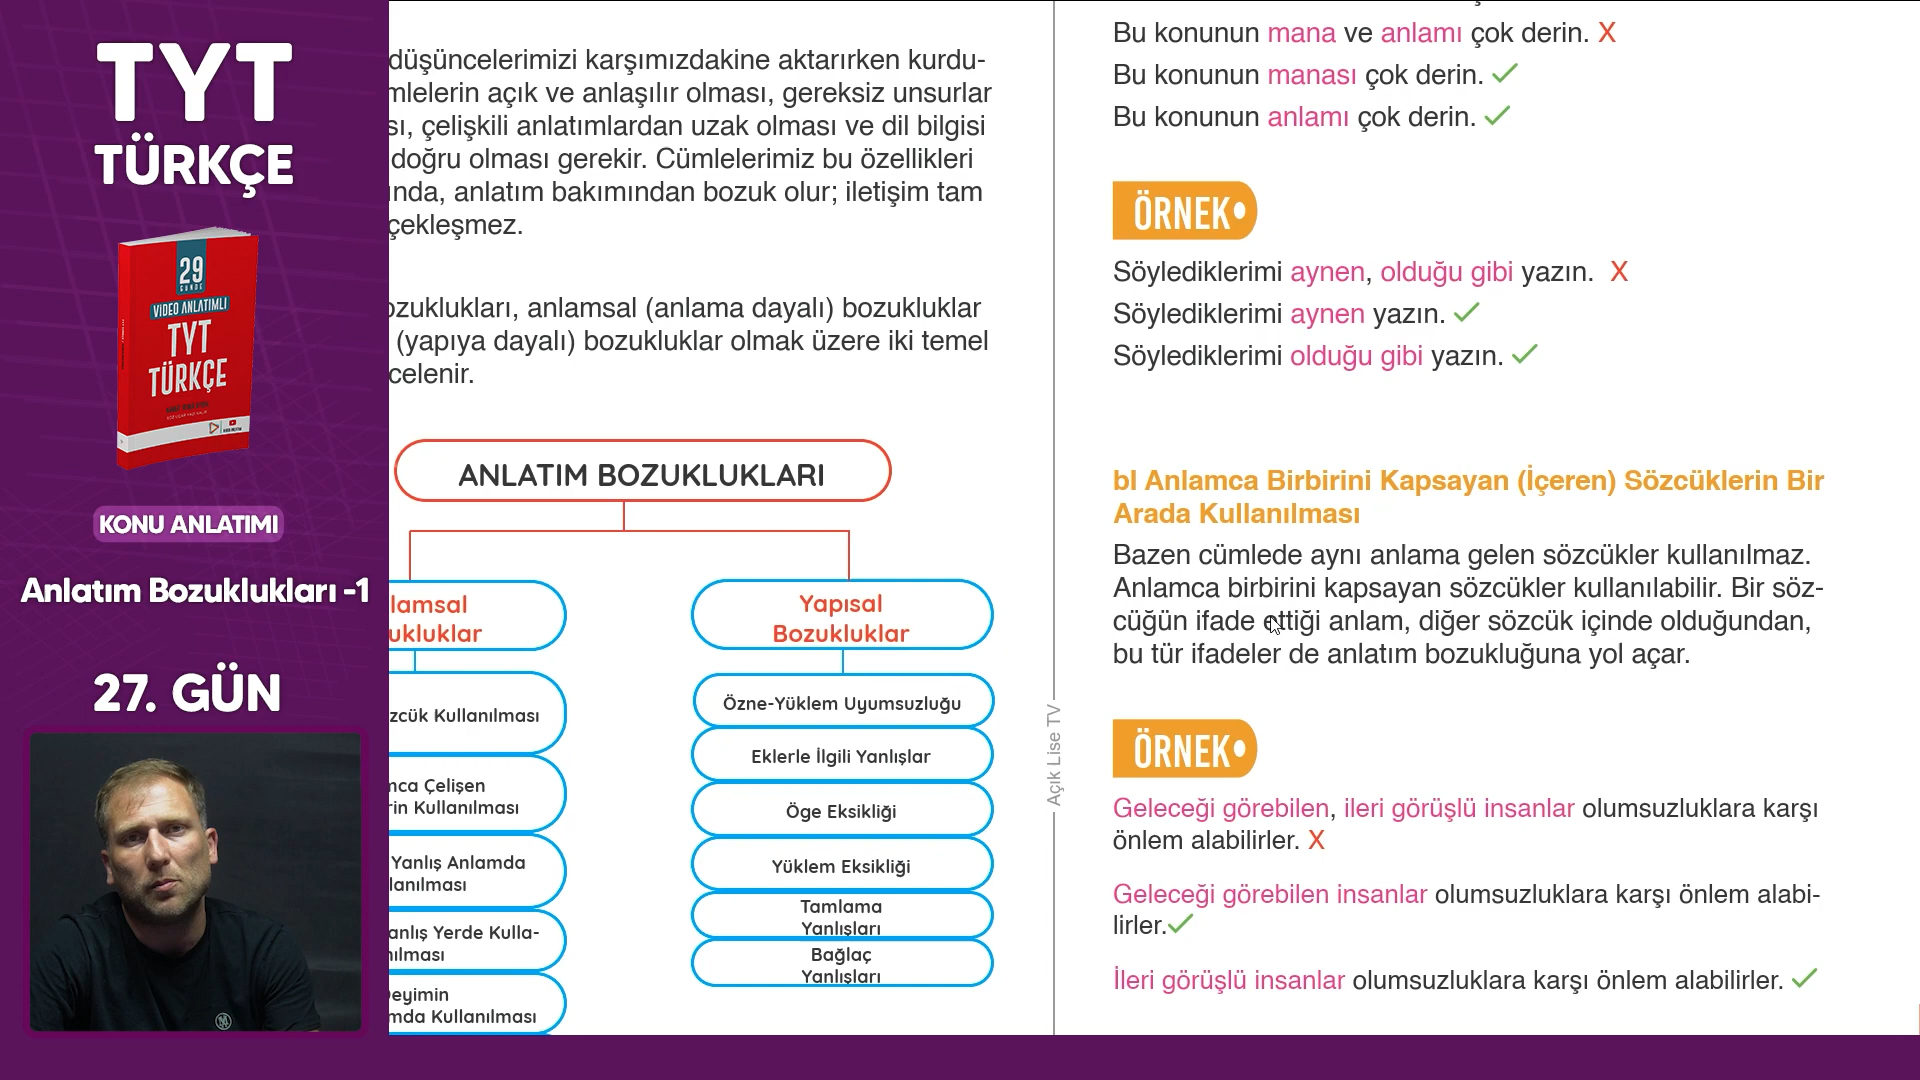 TYT
TÜRKÇE
29
GÜNDE
VİDEO ANLATIMLI
TYT
TÜRKÇE
KONU ANLATIMI
Anlatım Bozuklukları -1
27. GÜN
düşüncelerimizi karşımızdakine aktarırken kurdu-
mlelerin açık ve anlaşılır olması, gereksiz unsurlar
sı, çelişkili anlatımlardan uzak olması ve dil bilgisi
doğru olması gerekir. Cümlelerimiz bu özellikleri
ında, anlatım bakımından bozuk olur; iletişim tam
çekleşmez.
ozuklukları, anlamsal (anlama dayalı) bozukluklar
(yapıya dayalı) bozukluklar olmak üzere iki temel
celenir.
ANLATIM BOZUKLUKLARI
lamsal
ukluklar
zcük Kullanılması
nca Çelişen
rin Kullanılması
Yanlış Anlamda
lanılması
anlış Yerde Kulla-
nılması
Deyimin
mda Kullanılması
Yapısal
Bozukluklar
Özne-Yüklem Uyumsuzluğu
Eklerle İlgili Yanlışlar
Öge Eksikliği
Yüklem Eksikliği
Tamlama
Yanlışları
Bağlaç
Yanlışları
Açık Lise TV
Bu konunun mana ve anlamı çok derin. X
Bu konunun manası çok derin. ✓
Bu konunun anlamı çok derin. ✓
ÖRNEK
Söylediklerimi aynen, olduğu gibi yazın. X
Söylediklerimi aynen yazın. ✓
Söylediklerimi olduğu gibi yazın. ✓
bl Anlamca Birbirini Kapsayan (İçeren) Sözcüklerin Bir
Arada Kullanılması
Bazen cümlede aynı anlama gelen sözcükler kullanılmaz.
Anlamca birbirini kapsayan sözcükler kullanılabilir. Bir söz-
cüğün ifade ettiği anlam, diğer sözcük içinde olduğundan,
bu tür ifadeler de anlatım bozukluğuna yol açar.
ÖRNEK
Geleceği görebilen, ileri görüşlü insanlar olumsuzluklara karşı
önlem alabilirler. X
Geleceği görebilen insanlar olumsuzluklara karşı önlem alabi-
lirler. ✓
İleri görüşlü insanlar olumsuzluklara karşı önlem alabilirler. ✓